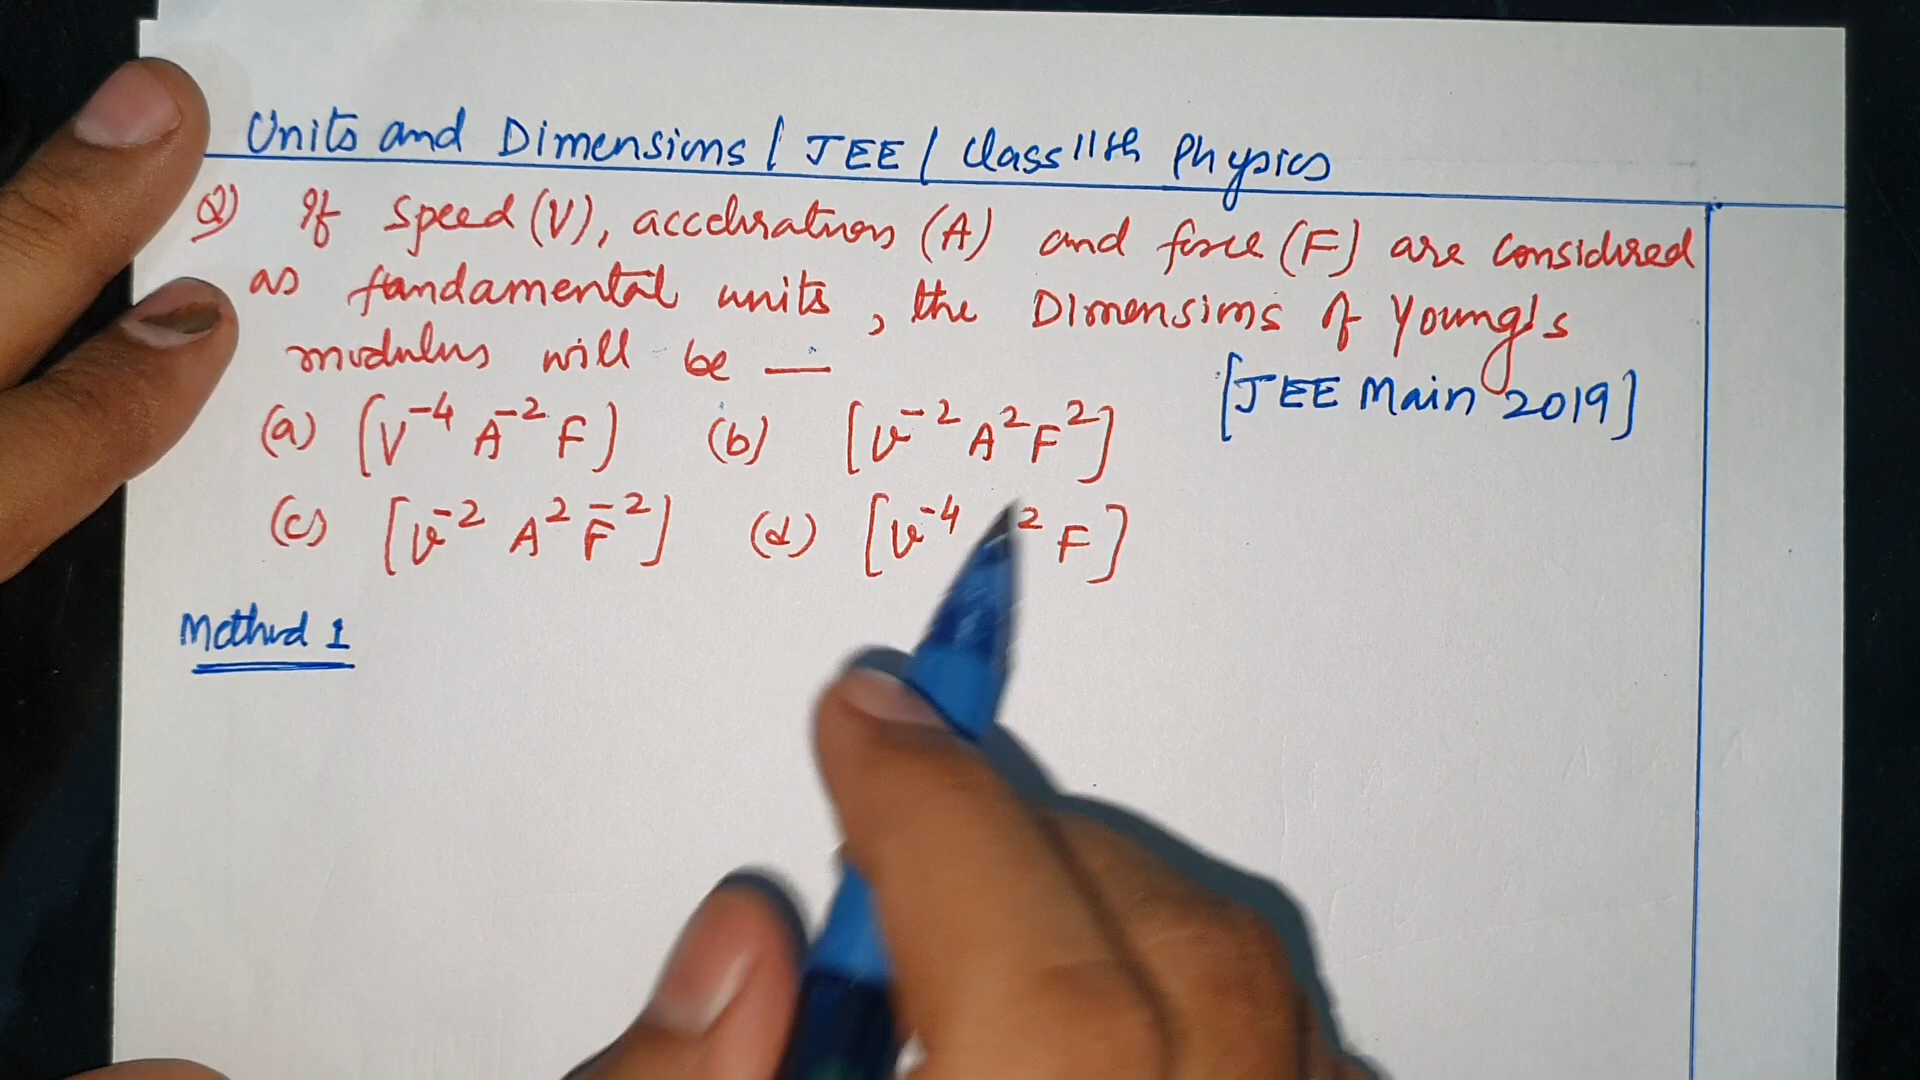 Units and Dimensions / JEE / Class 11th Physics
Q) If Speed (V), acceleration (A) and force (F) are considered
as fundamental units, the Dimensions of Young's
modulus will be —
[JEE Main 2019]
(a) [V⁻⁴ A⁻² F] (b) [V⁻² A² F²]
(c) [V⁻² A² F⁻²] (d) [V⁻⁴ ² F]
Method 1